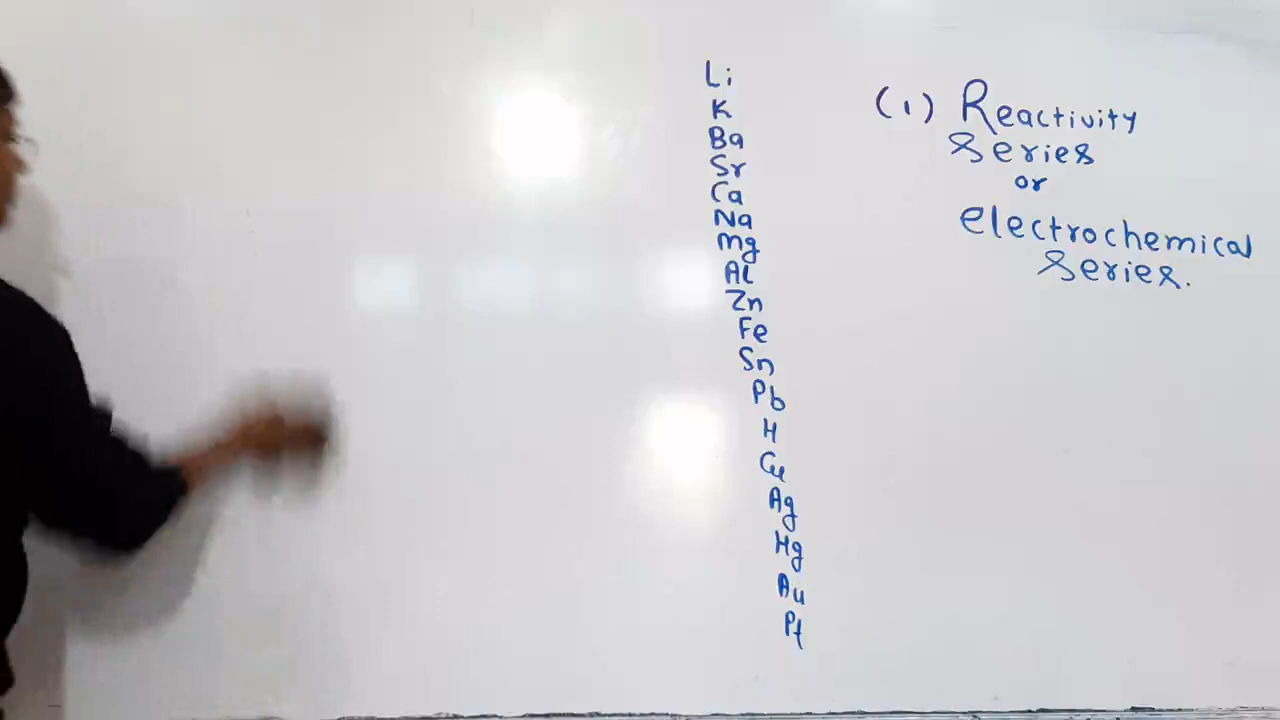 Li
K
Ba
Sr
Ca
Na
Mg
Al
Zn
Fe
Sn
Pb
H
Cu
Ag
Hg
Au
Pt
(1) Reactivity
series
or
electrochemical
series.